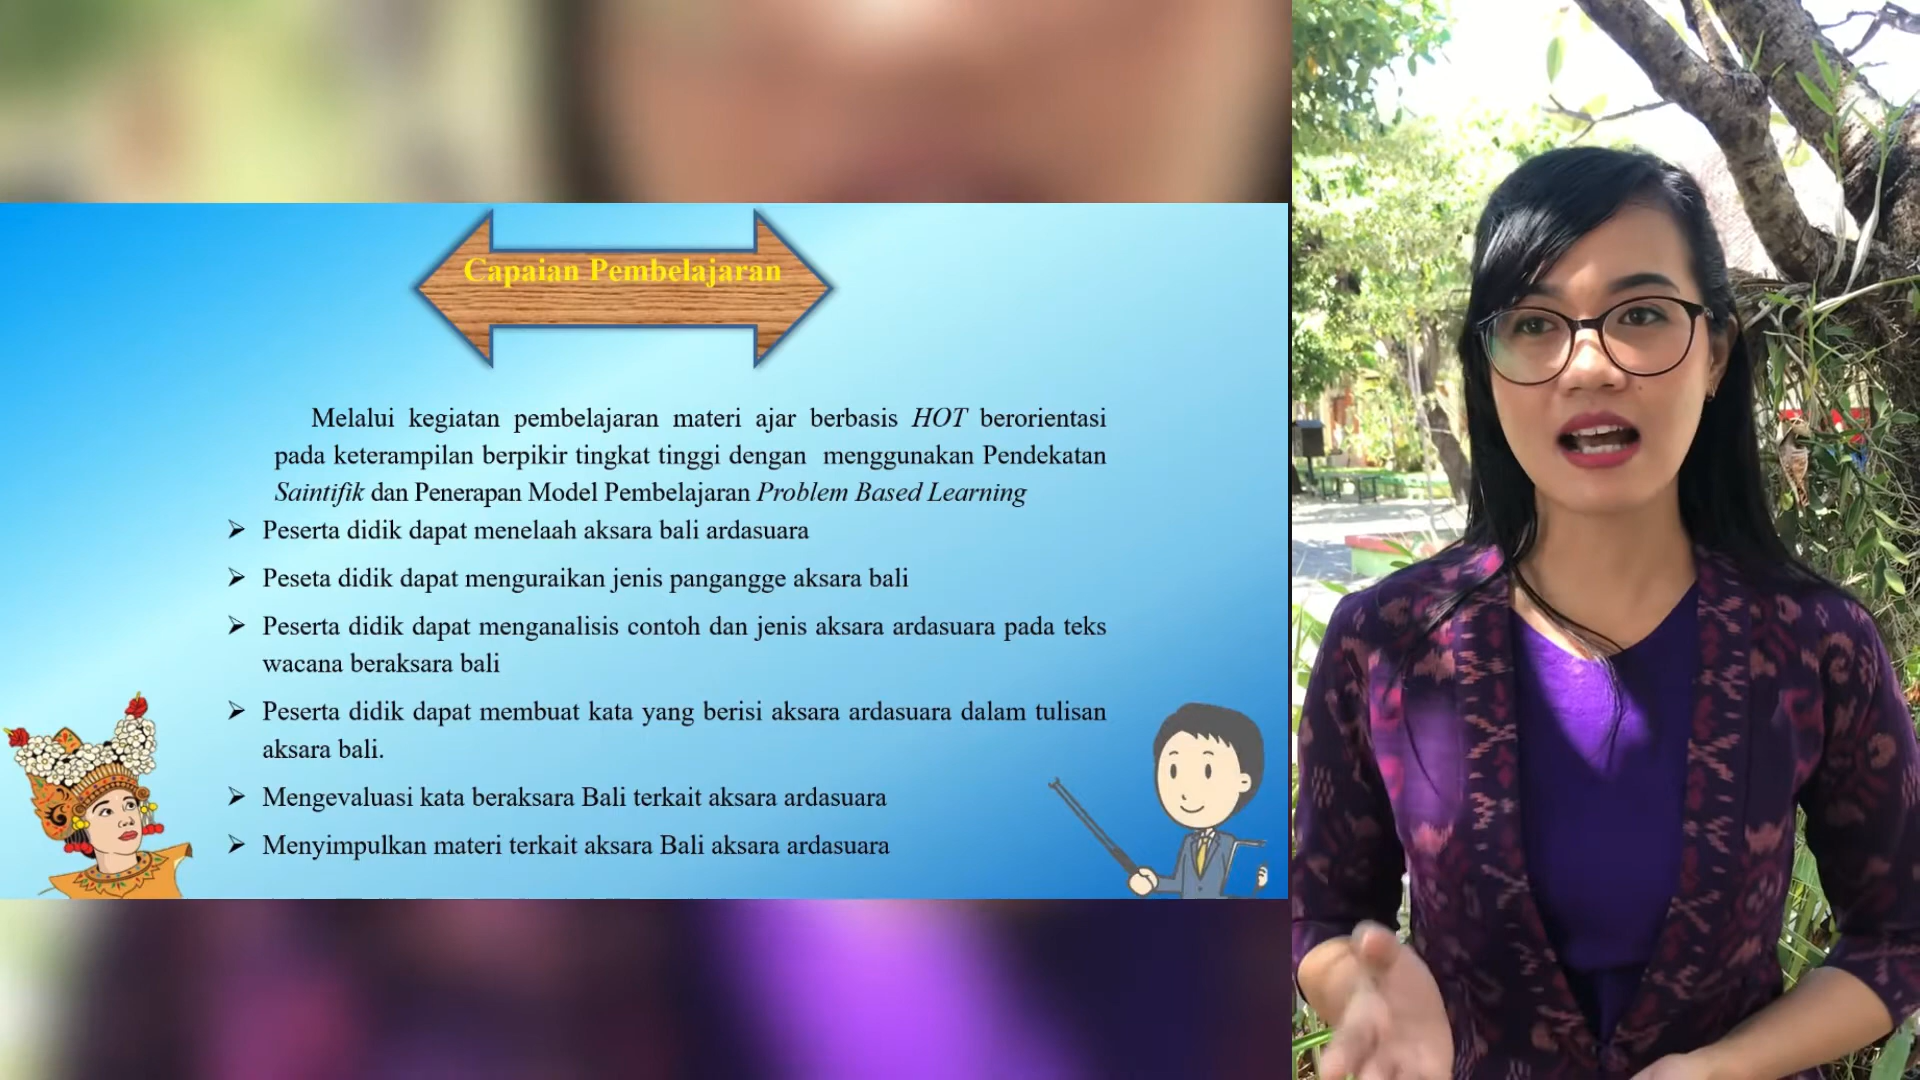 Capaian Pembelajaran
Melalui kegiatan pembelajaran materi ajar berbasis HOT berorientasi
pada keterampilan berpikir tingkat tinggi dengan menggunakan Pendekatan
Saintifik dan Penerapan Model Pembelajaran Problem Based Learning
➢ Peserta didik dapat menelaah aksara bali ardasuara
➢ Peseta didik dapat menguraikan jenis pangangge aksara bali
➢ Peserta didik dapat menganalisis contoh dan jenis aksara ardasuara pada teks
wacana beraksara bali
➢ Peserta didik dapat membuat kata yang berisi aksara ardasuara dalam tulisan
aksara bali.
➢ Mengevaluasi kata beraksara Bali terkait aksara ardasuara
➢ Menyimpulkan materi terkait aksara Bali aksara ardasuara